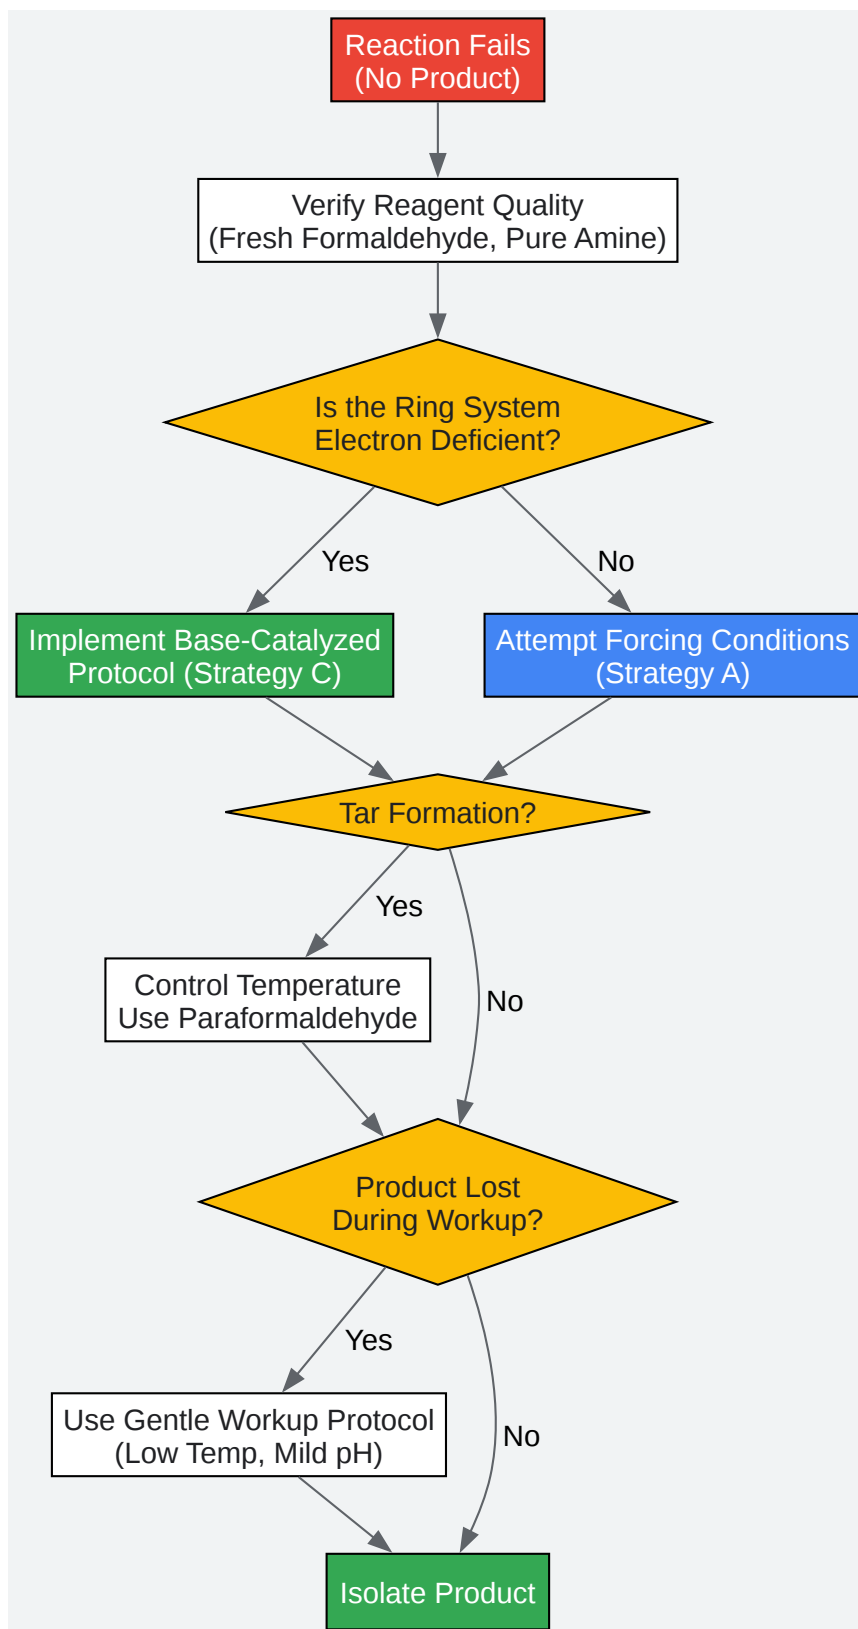 Reaction Fails
(No Product)
Verify Reagent Quality
(Fresh Formaldehyde, Pure Amine)
Is the Ring System
Electron Deficient?
Yes
No
Implement Base-Catalyzed
Protocol (Strategy C)
Attempt Forcing Conditions
(Strategy A)
Tar Formation?
Yes
Control Temperature
Use Paraformaldehyde
No
Product Lost
During Workup?
Yes
Use Gentle Workup Protocol
(Low Temp, Mild pH)
No
Isolate Product